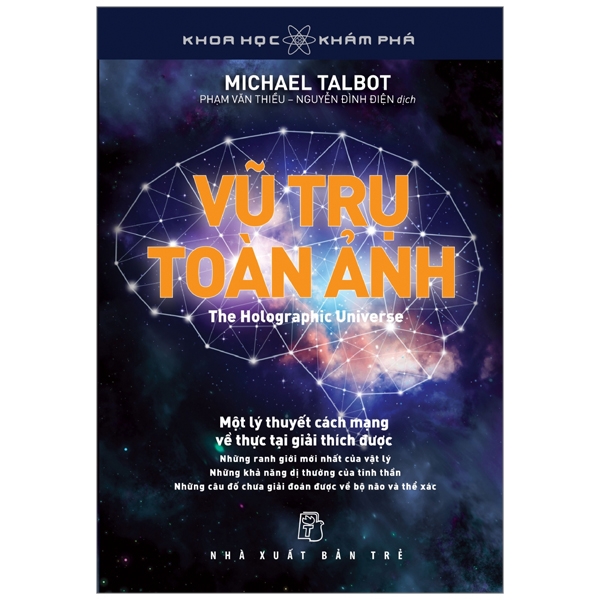 KHOA HỌC KHÁM PHÁ
MICHAEL TALBOT
PHẠM VĂN THIỀU – NGUYỄN ĐÌNH ĐIỆN dịch
VŨ TRỤ
TOÀN ẢNH
The Holographic Universe
Một lý thuyết cách mạng
về thực tại giải thích được
Những ranh giới mới nhất của vật lý
Những khả năng dị thường của tinh thần
Những câu đố chưa giải đoán được về bộ não và thể xác
T
NHÀ XUẤT BẢN TRẺ